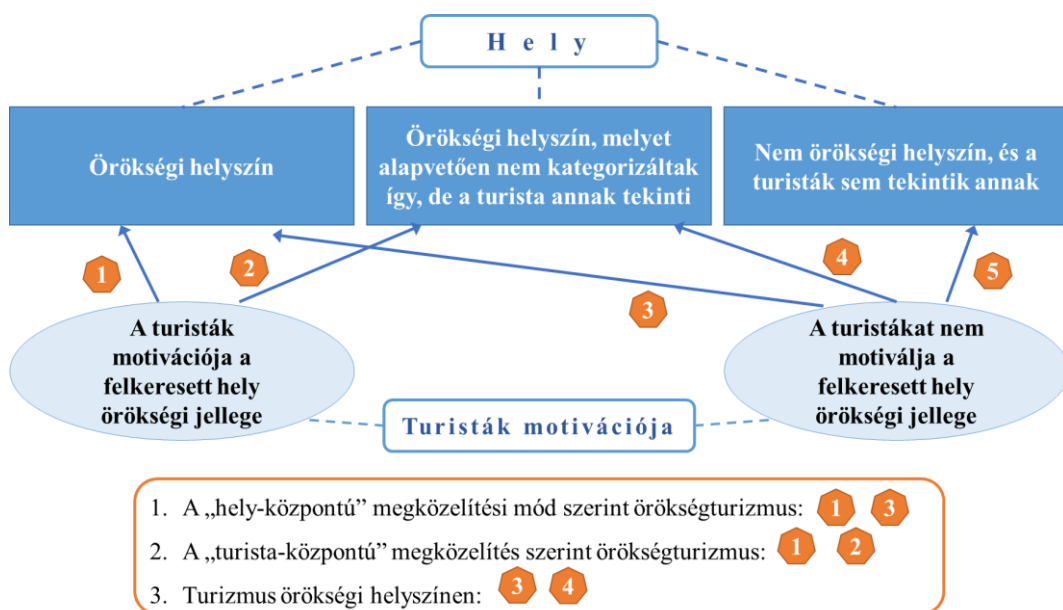 H e l y
Örökségi helyszín
Örökségi helyszín, melyet
alapvetően nem kategorizáltak
így, de a turista annak tekinti
Nem örökségi helyszín, és a
turisták sem tekintik annak
1
2
3
4
5
A turisták
motivációja a
felkeresett hely
örökségi jellege
A turistákat nem
motiválja a
felkeresett hely
örökségi jellege
Turisták motivációja
1. A „hely-központú” megközelítési mód szerint örökségturizmus: 1 3
2. A „turista-központú” megközelítés szerint örökségturizmus: 1 2
3. Turizmus örökségi helyszínen: 3 4